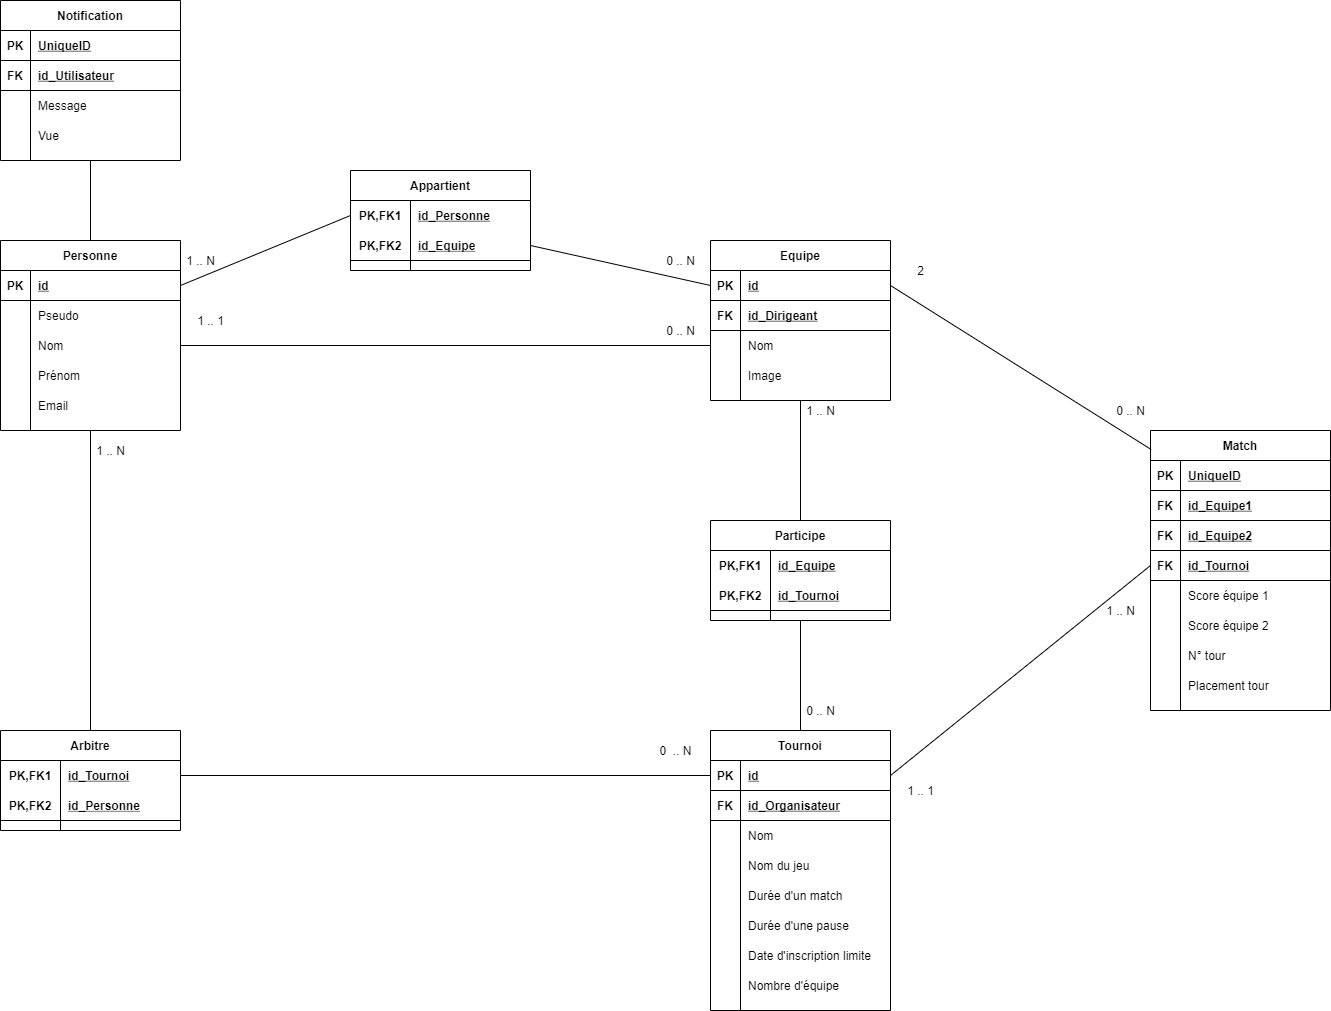 Notification
PK UniqueID
FK id_Utilisateur
Message
Vue
Appartient
PK,FK1 id_Personne
PK,FK2 id_Equipe
Personne
PK id
Pseudo
Nom
Prénom
Email
1 .. N
1 .. 1
0 .. N
0 .. N
Equipe
PK id
FK id_Dirigeant
Nom
Image
2
0 .. N
1 .. N
1 .. N
Match
PK UniqueID
FK id_Equipe1
FK id_Equipe2
FK id_Tournoi
Score équipe 1
Score équipe 2
N° tour
Placement tour
Participe
PK,FK1 id_Equipe
PK,FK2 id_Tournoi
1 .. N
0 .. N
Arbitre
PK,FK1 id_Tournoi
PK,FK2 id_Personne
0 .. N
Tournoi
PK id
FK id_Organisateur
Nom
Nom du jeu
Durée d'un match
Durée d'une pause
Date d'inscription limite
Nombre d'équipe
1 .. 1